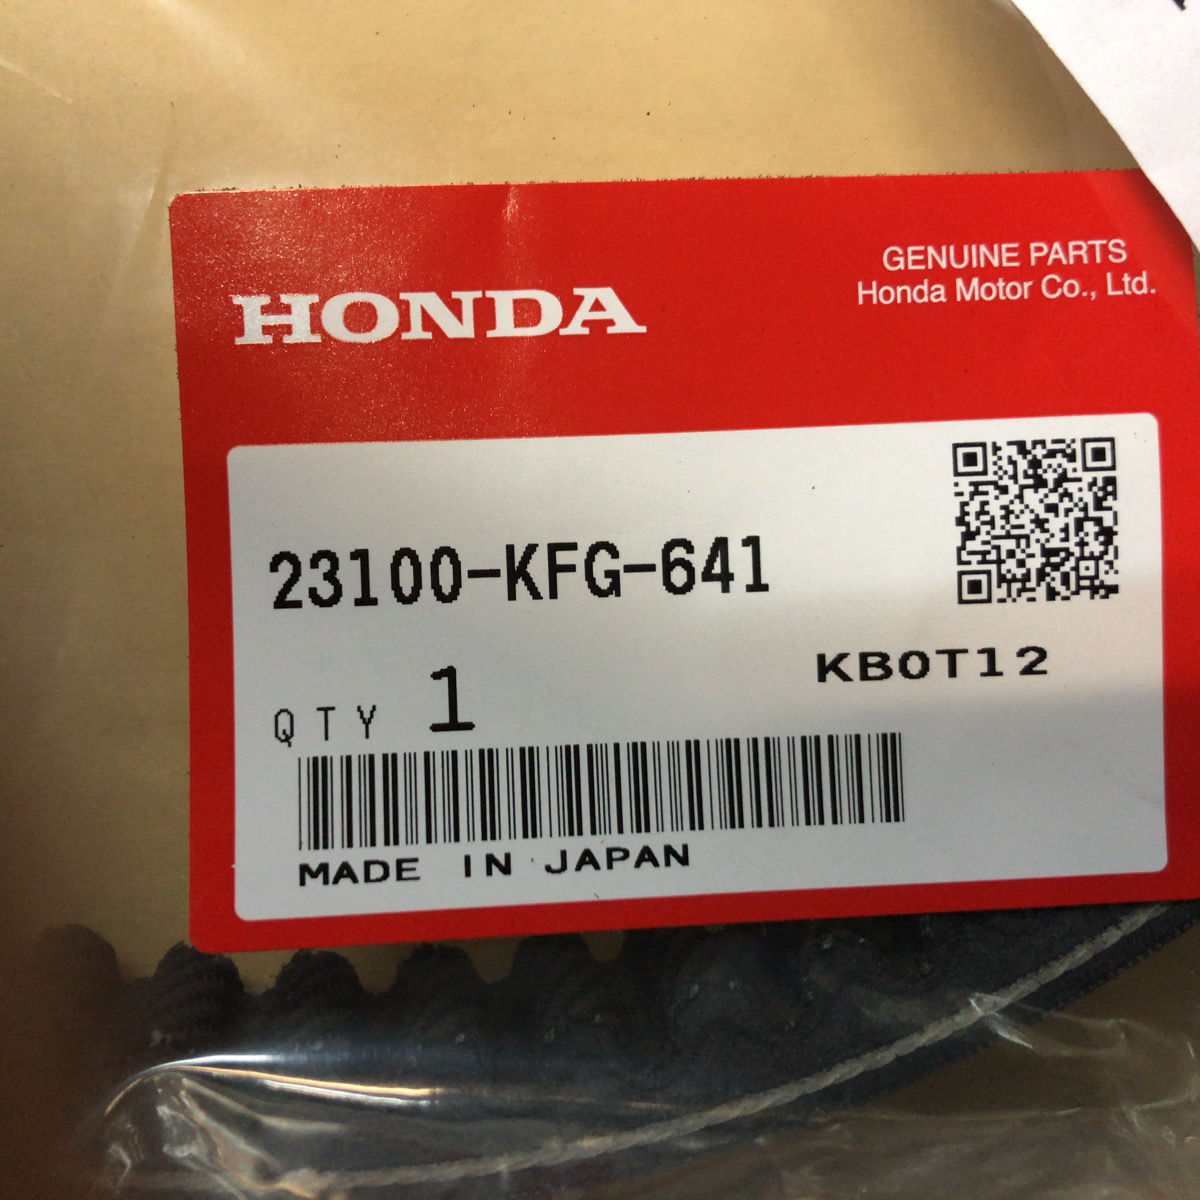 HONDA
GENUINE PARTS
Honda Motor Co., Ltd.
23100-KFG-641
KB0T12
QTY 1
MADE IN JAPAN